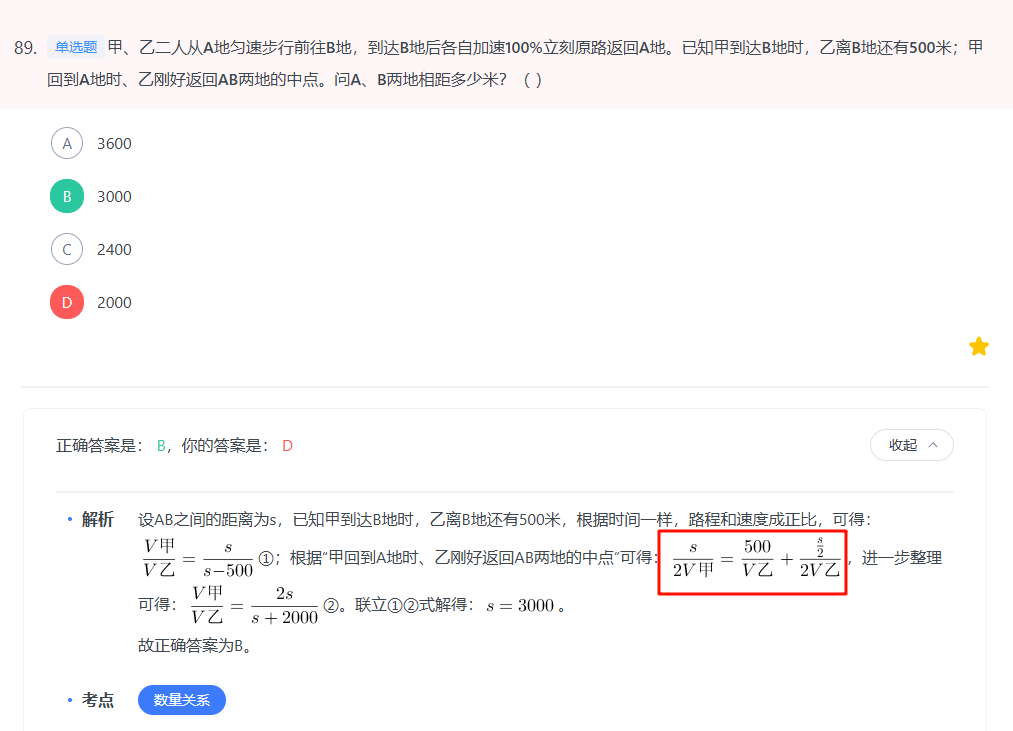 89. 单选题 甲、乙二人从A地匀速步行前往B地，到达B地后各自加速100%立刻原路返回A地。已知甲到达B地时，乙离B地还有500米；甲
回到A地时、乙刚好返回AB两地的中点。问A、B两地相距多少米？（ ）
A 3600
B 3000
C 2400
D 2000
正确答案是： B，你的答案是： D
收起
• 解析 设AB之间的距离为s，已知甲到达B地时，乙离B地还有500米，根据时间一样，路程和速度成正比，可得：
V甲/V乙 = s/(s−500) ①；根据“甲回到A地时、乙刚好返回AB两地的中点”可得： s/(2V甲) = 500/V乙 + (s/2)/(2V乙)，进一步整理
可得： V甲/V乙 = 2s/(s + 2000) ②。联立①②式解得：s = 3000 。
故正确答案为B。
• 考点 数量关系